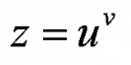 z = u^v